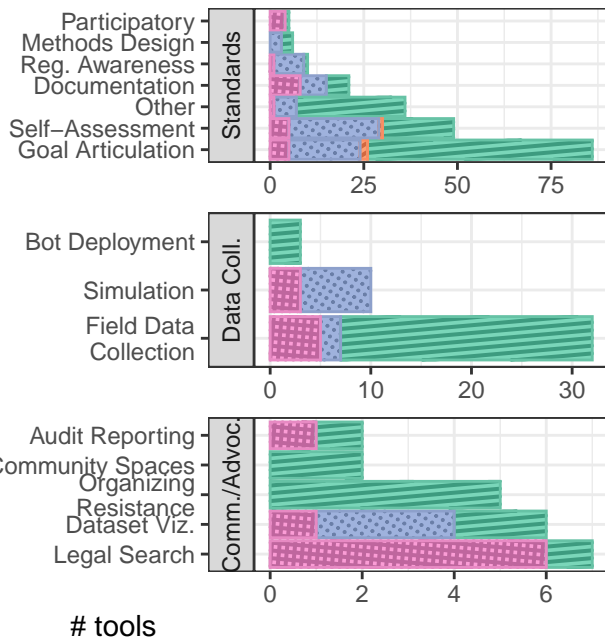 Participatory
Methods Design
Reg. Awareness
Documentation
Other
Self−Assessment
Goal Articulation
Standards
0 25 50 75
Bot Deployment
Simulation
Field Data
Collection
Data Coll.
0 10 20 30
Audit Reporting
Community Spaces
Organizing
Resistance
Dataset Viz.
Legal Search
Comm./Advoc.
0 2 4 6
# tools